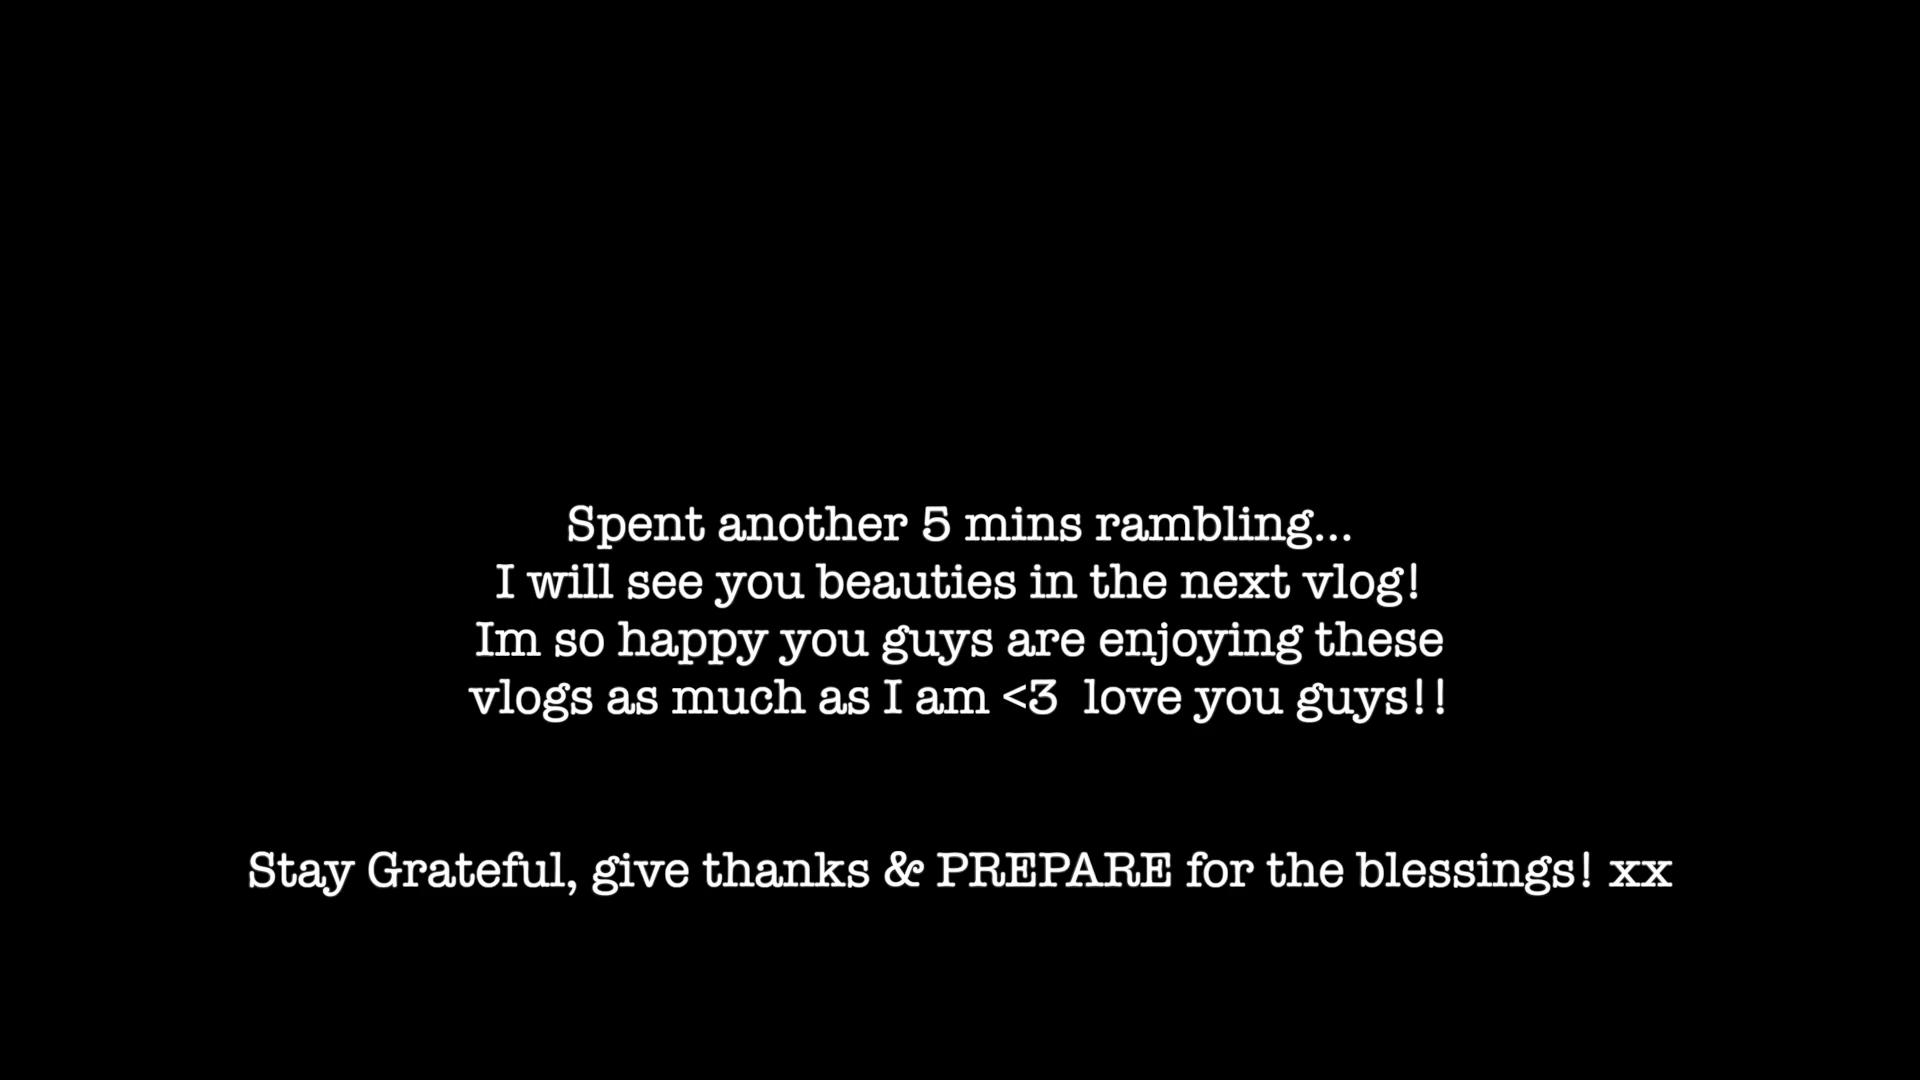 Spent another 5 mins rambling...
I will see you beauties in the next vlog!
Im so happy you guys are enjoying these
vlogs as much as I am <3  love you guys!!
Stay Grateful, give thanks & PREPARE for the blessings! xx